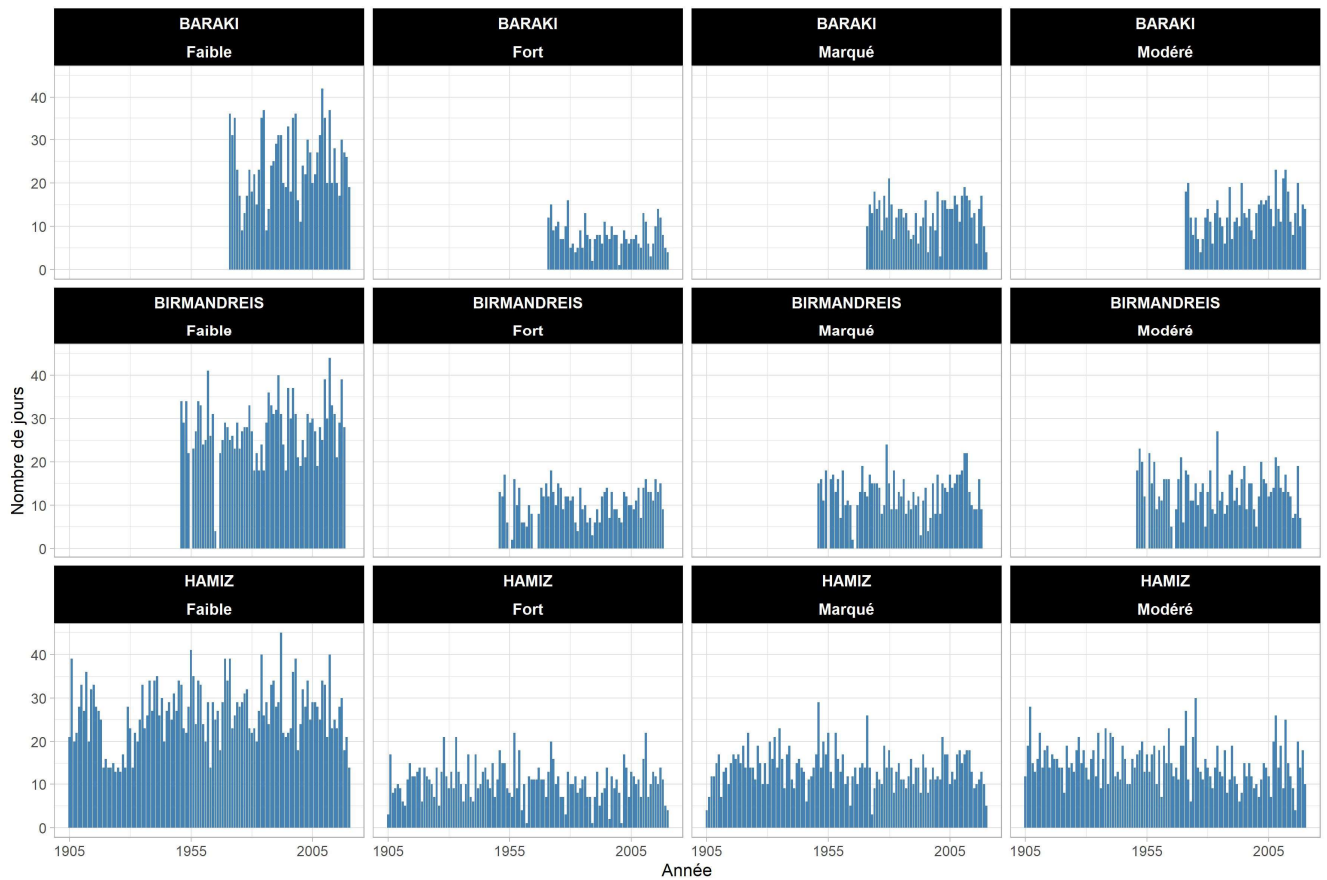 BARAKI
Faible
BARAKI
Fort
BARAKI
Marqué
BARAKI
Modéré
40
30
20
10
0
BIRMANDREIS
Faible
BIRMANDREIS
Fort
BIRMANDREIS
Marqué
BIRMANDREIS
Modéré
Nombre de jours
40
30
20
10
0
HAMIZ
Faible
HAMIZ
Fort
HAMIZ
Marqué
HAMIZ
Modéré
40
30
20
10
0
1905 1955 2005
1905 1955 2005
1905 1955 2005
1905 1955 2005
Année